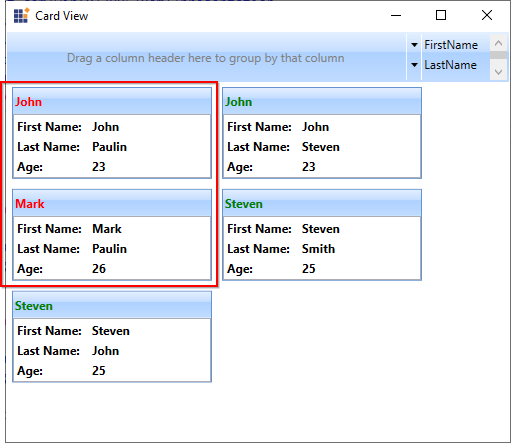 Card View
Drag a column header here to group by that column
FirstName
LastName
John
First Name: John
Last Name: Paulin
Age: 23
John
First Name: John
Last Name: Steven
Age: 23
Mark
First Name: Mark
Last Name: Paulin
Age: 26
Steven
First Name: Steven
Last Name: Smith
Age: 25
Steven
First Name: Steven
Last Name: John
Age: 25